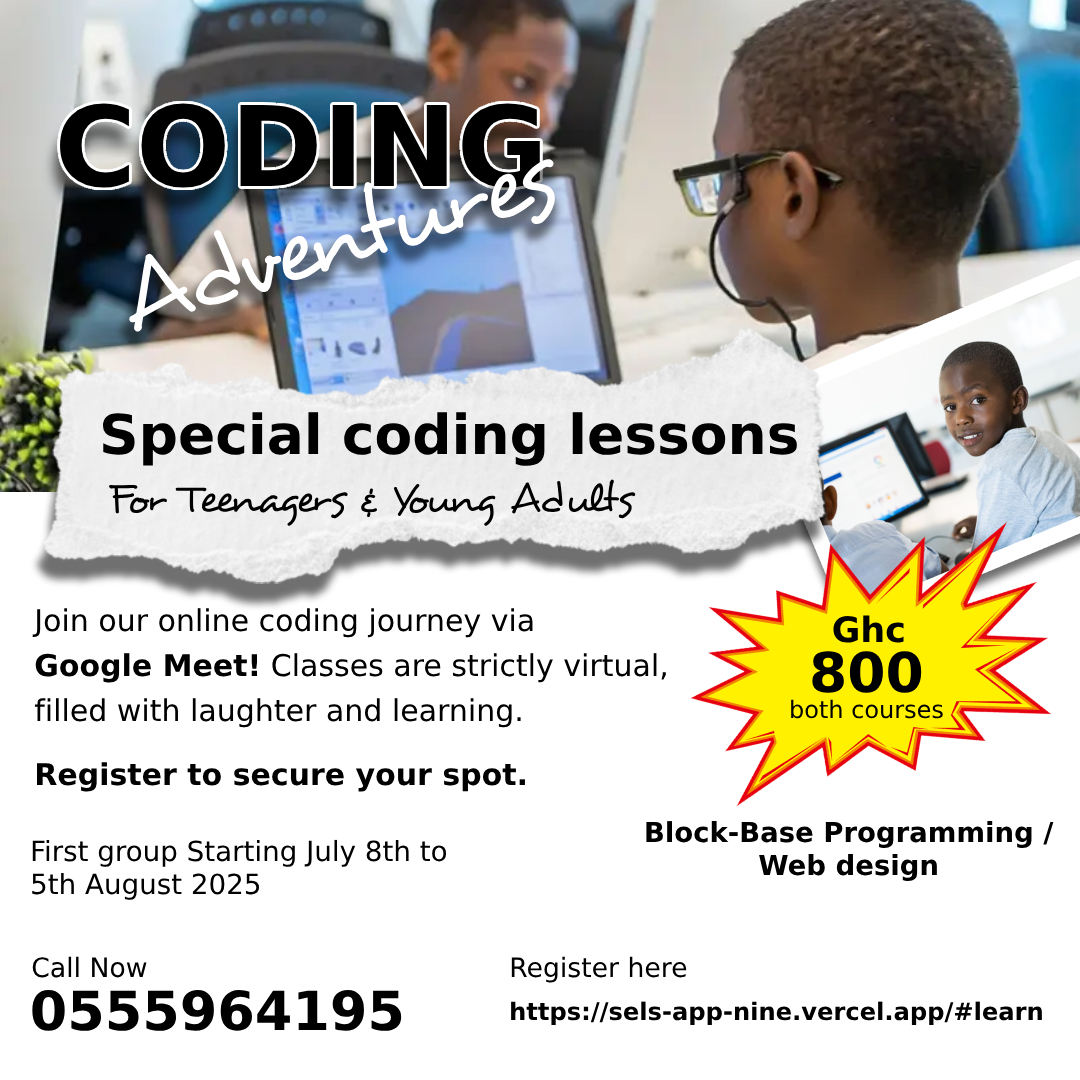 CODING
Adventures
Special coding lessons
For Teenagers & Young Adults
Join our online coding journey via
Google Meet! Classes are strictly virtual,
filled with laughter and learning.
Register to secure your spot.
Ghc
800
both courses
Block-Base Programming /
Web design
First group Starting July 8th to
5th August 2025
Call Now
0555964195
Register here
https://sels-app-nine.vercel.app/#learn